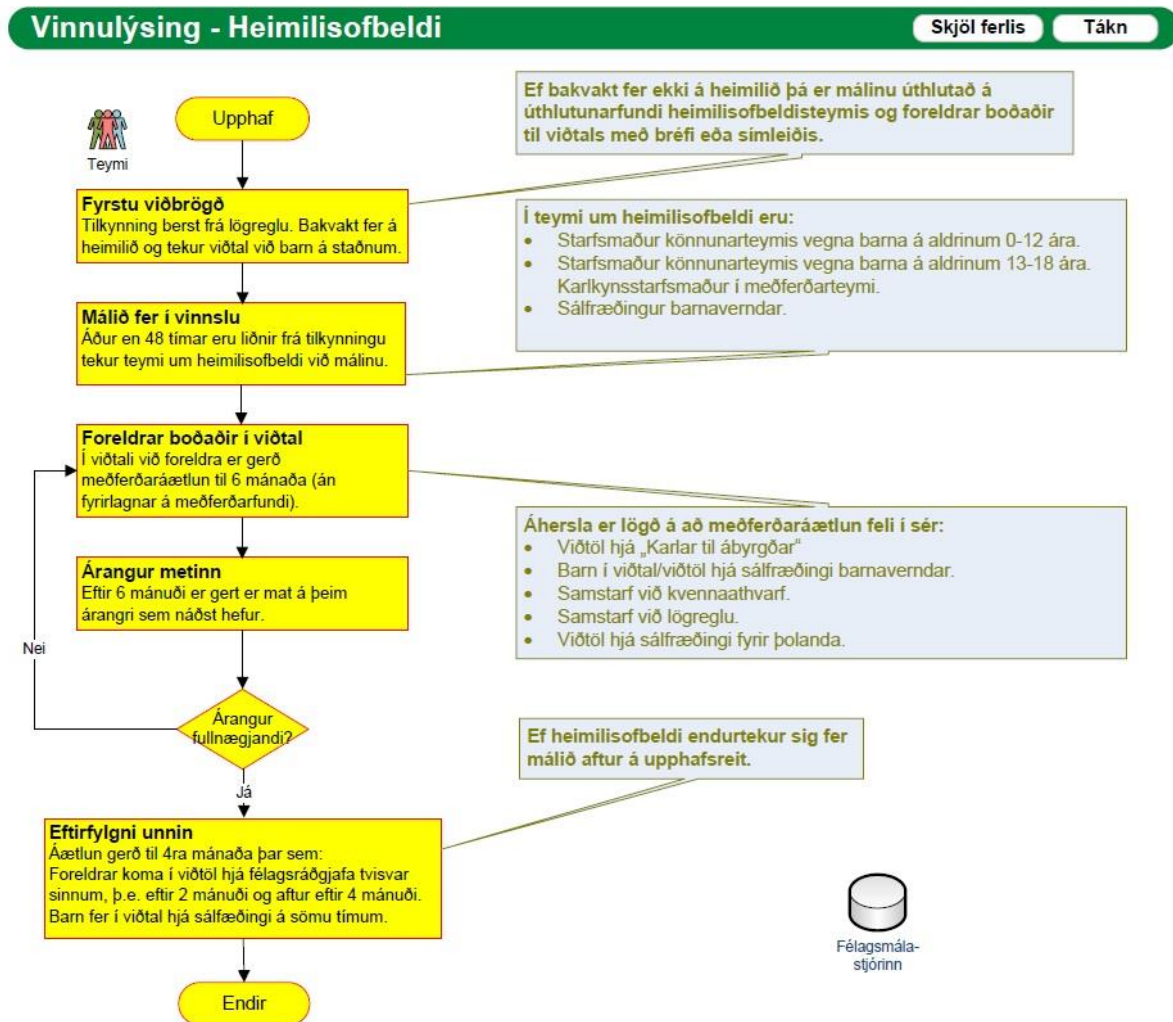 Vinnulýsing - Heimilisofbeldi
Skjöl ferlis
Tákn
Teymi
Upphaf
Ef bakvakt fer ekki á heimilið þá er málinu úthlutað á
úthlutunarfundi heimilisofbeldisteymis og foreldrar boðaðir
til viðtals með bréfi eða símleiðis.
Fyrstu viðbrögð
Tilkynning berst frá lögreglu. Bakvakt fer á
heimilið og tekur viðtal við barn á staðnum.
Í teymi um heimilisofbeldi eru:
• Starfsmaður könnunarteymis vegna barna á aldrinum 0-12 ára.
• Starfsmaður könnunarteymis vegna barna á aldrinum 13-18 ára.
Karlkynsstarfsmaður í meðferðarteymi.
• Sálfræðingur barnaverndar.
Málið fer í vinnslu
Áður en 48 tímar eru liðnir frá tilkynningu
tekur teymi um heimilisofbeldi við málinu.
Foreldrar boðaðir í viðtal
Í viðtali við foreldra er gerð
meðferðaráætlun til 6 mánaða (án
fyrirlagnar á meðferðarfundi).
Áhersla er lögð á að meðferðaráætlun feli í sér:
• Viðtöl hjá „Karlar til ábyrgðar“
• Barn í viðtal/viðtöl hjá sálfræðingi barnaverndar.
• Samstarf við kvennaathvarf.
• Samstarf við lögreglu.
• Viðtöl hjá sálfræðingi fyrir þolanda.
Árangur metinn
Eftir 6 mánuði er gert er mat á þeim
árangri sem náðst hefur.
Nei
Árangur
fullnægjandi?
Já
Ef heimilisofbeldi endurtekur sig fer
málið aftur á upphafsreit.
Eftirfylgni unnin
Áætlun gerð til 4ra mánaða þar sem:
Foreldrar koma í viðtöl hjá félagsráðgjafa tvisvar
sinnum, þ.e. eftir 2 mánuði og aftur eftir 4 mánuði.
Barn fer í viðtal hjá sálfæðingi á sömu tímum.
Félagsmála-
stjórinn
Endir